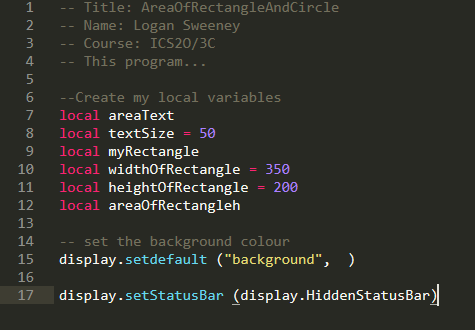 1 -- Title: AreaOfRectangleAndCircle
2 -- Name: Logan Sweeney
3 -- Course: ICS2O/3C
4 -- This program...
5
6 --Create my local variables
7 local areaText
8 local textSize = 50
9 local myRectangle
10 local widthOfRectangle = 350
11 local heightOfRectangle = 200
12 local areaOfRectangleh
13
14 -- set the background colour
15 display.setdefault ("background",  )
16
17 display.setStatusBar (display.HiddenStatusBar)